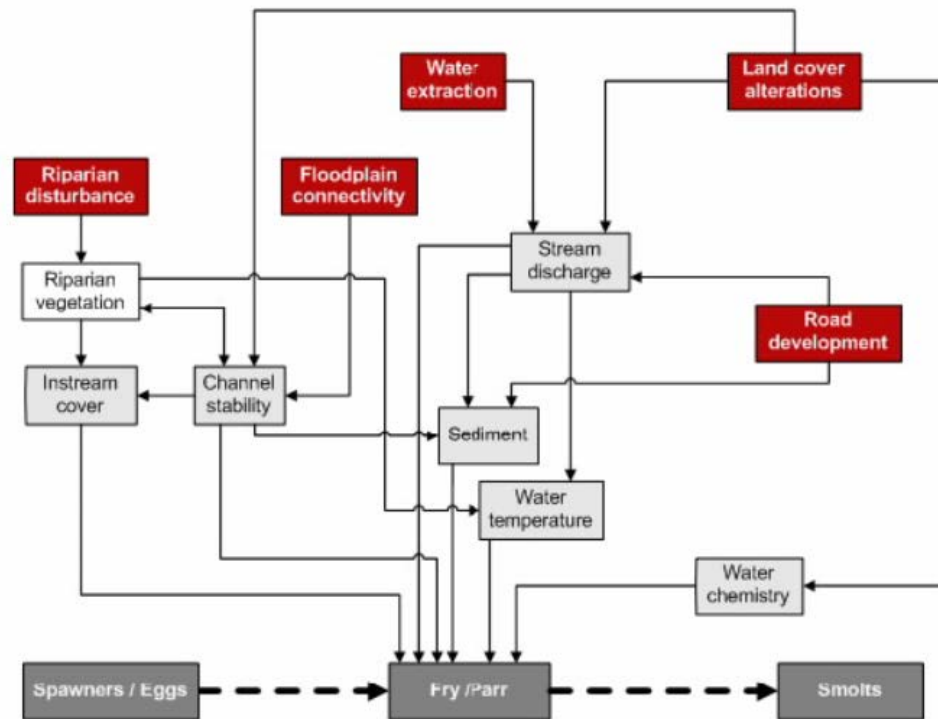 Water
extraction
Land cover
alterations
Riparian
disturbance
Floodplain
connectivity
Stream
discharge
Riparian
vegetation
Road
development
Instream
cover
Channel
stability
Sediment
Water
temperature
Water
chemistry
Spawners / Eggs
Fry /Parr
Smolts